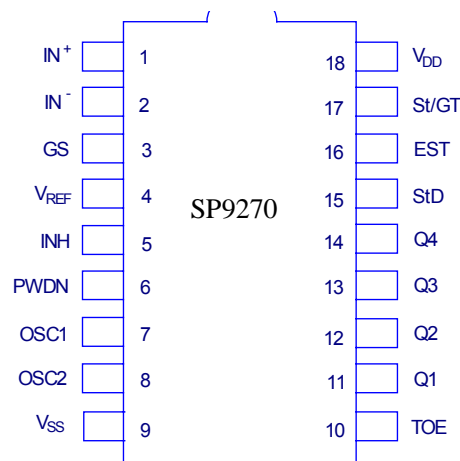 IN+ 1 18 VDD
IN- 2 17 St/GT
GS 3 16 EST
VREF 4 15 StD
SP9270
INH 5 14 Q4
PWDN 6 13 Q3
OSC1 7 12 Q2
OSC2 8 11 Q1
VSS 9 10 TOE